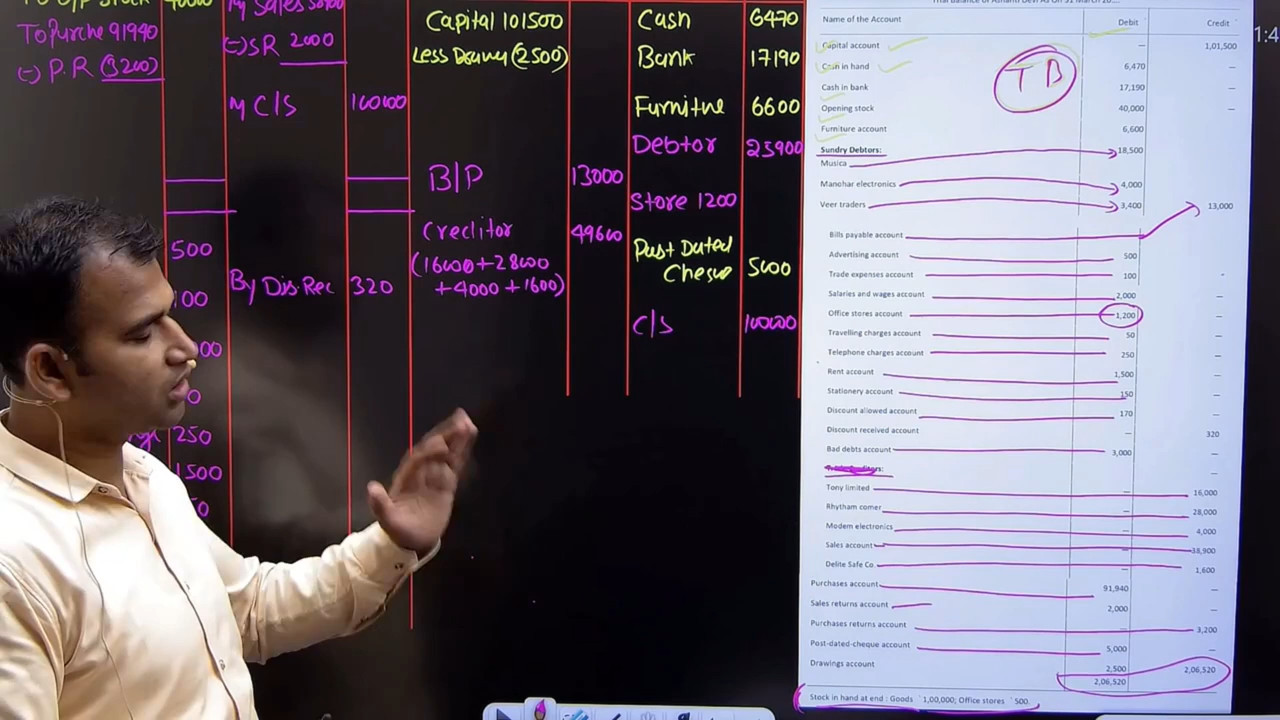 To Purche 91940
(-) P.R (3200)
(-) SR 2000
By C/S 100000
500
By Dis.Rec 320
100
250
1500
Capital 101500
Less Drawng (2500)
B/P 13000
Creditor 49600
(16000+28000
+4000+1600)
Cash 6470
Bank 17190
Furniture 6600
Debtor 25900
Store 1200
Past Dated
Cheque 5000
C/S 100000
Name of the Account Debit Credit
Capital account — 1,01,500
Cash in hand 6,470 —
Cash in bank 17,190 —
Opening stock 40,000 —
Furniture account 6,600 —
TB
Sundry Debtors:
Musica 18,500
Manohar electronics 4,000
Veer traders 3,400
Bills payable account 13,000
Advertising account 500
Trade expenses account 100
Salaries and wages account 2,000 —
Office stores account 1,200 —
Travelling charges account 50 —
Telephone charges account 250 —
Rent account 1,500 —
Stationery account 150 —
Discount allowed account 170 —
Discount received account — 320
Bad debts account 3,000 —
Tony limited — 16,000
Rhytham corner — 28,000
Modern electronics — 4,000
Sales account — 38,900
Delite Safe Co. — 1,600
Purchases account 91,940 —
Sales returns account 2,000 —
Purchases returns account — 3,200
Post-dated-cheque account 5,000 —
Drawings account 2,500 2,06,520
2,06,520
Stock in hand at end : Goods ` 1,00,000; Office stores ` 500.
1:4